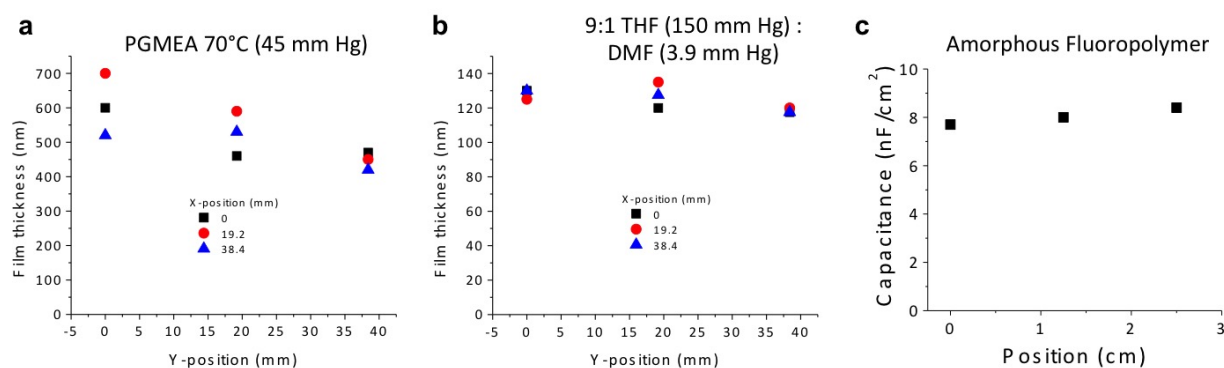 a
PGMEA 70°C (45 mm Hg)
700
600
500
400
300
200
100
0
Film thickness (nm)
X-position (mm)
0
19.2
38.4
-5 0 5 10 15 20 25 30 35 40
Y-position (mm)
b
9:1 THF (150 mm Hg) :
DMF (3.9 mm Hg)
140
120
100
80
60
40
20
0
Film thickness (nm)
X-position (mm)
0
19.2
38.4
-5 0 5 10 15 20 25 30 35 40
Y-position (mm)
c
Amorphous Fluoropolymer
10
8
6
4
2
0
Capacitance (nF/cm²)
0 1 2 3
Position (cm)